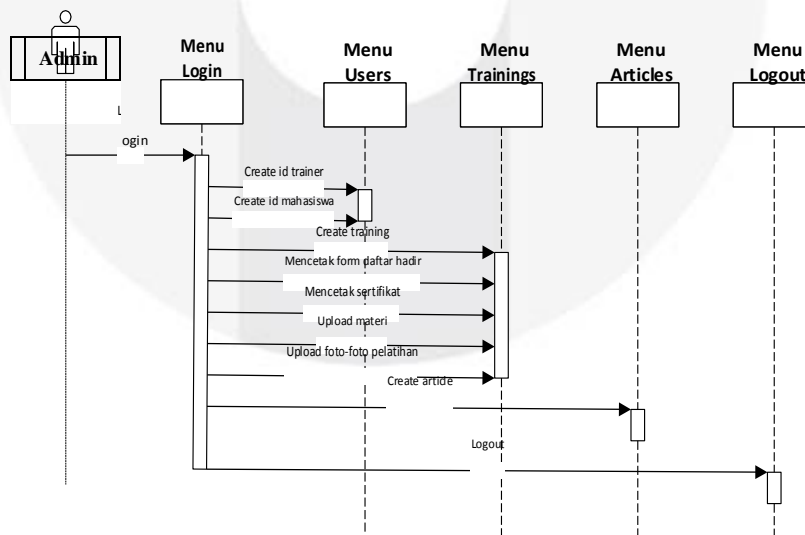 Admin
Menu
Login
Menu
Users
Menu
Trainings
Menu
Articles
Menu
Logout
L
ogin
Create id trainer
Create id mahasiswa
Create training
Mencetak form daftar hadir
Mencetak sertifikat
Upload materi
Upload foto-foto pelatihan
Create article
Logout